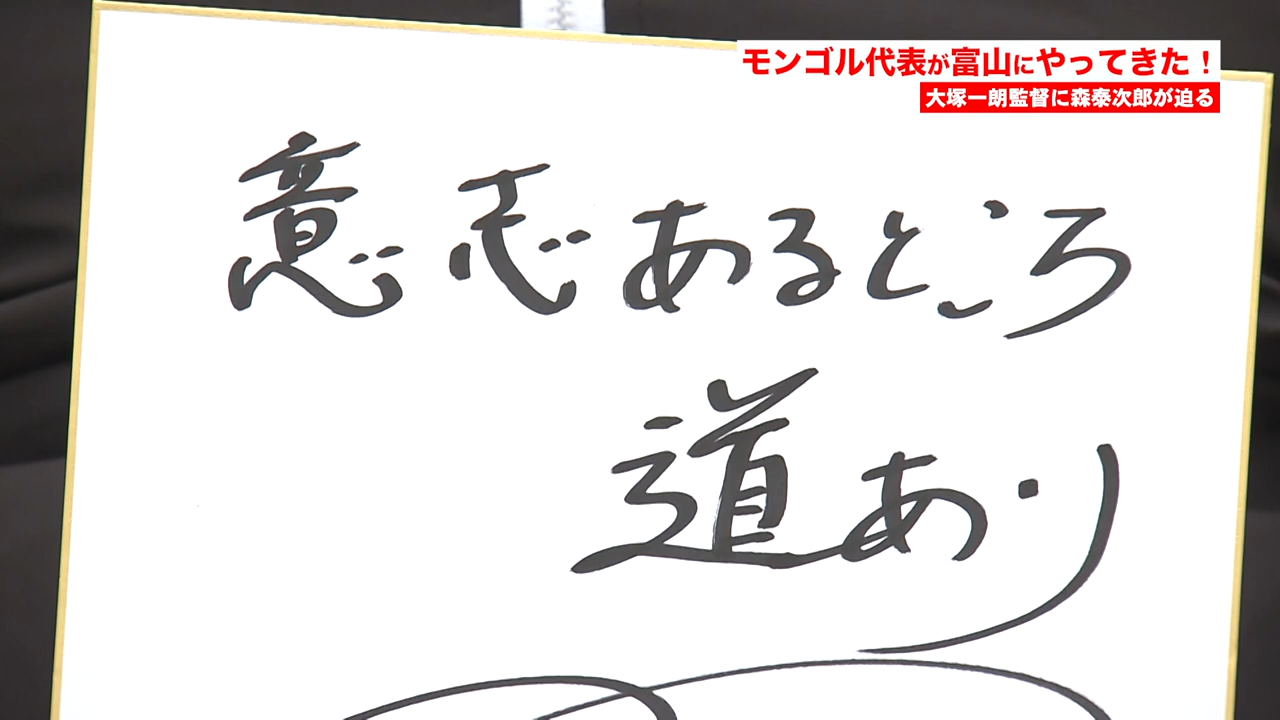 モンゴル代表が富山にやってきた！
大塚一朗監督に森泰次郎が迫る
意志あるところ
道あり